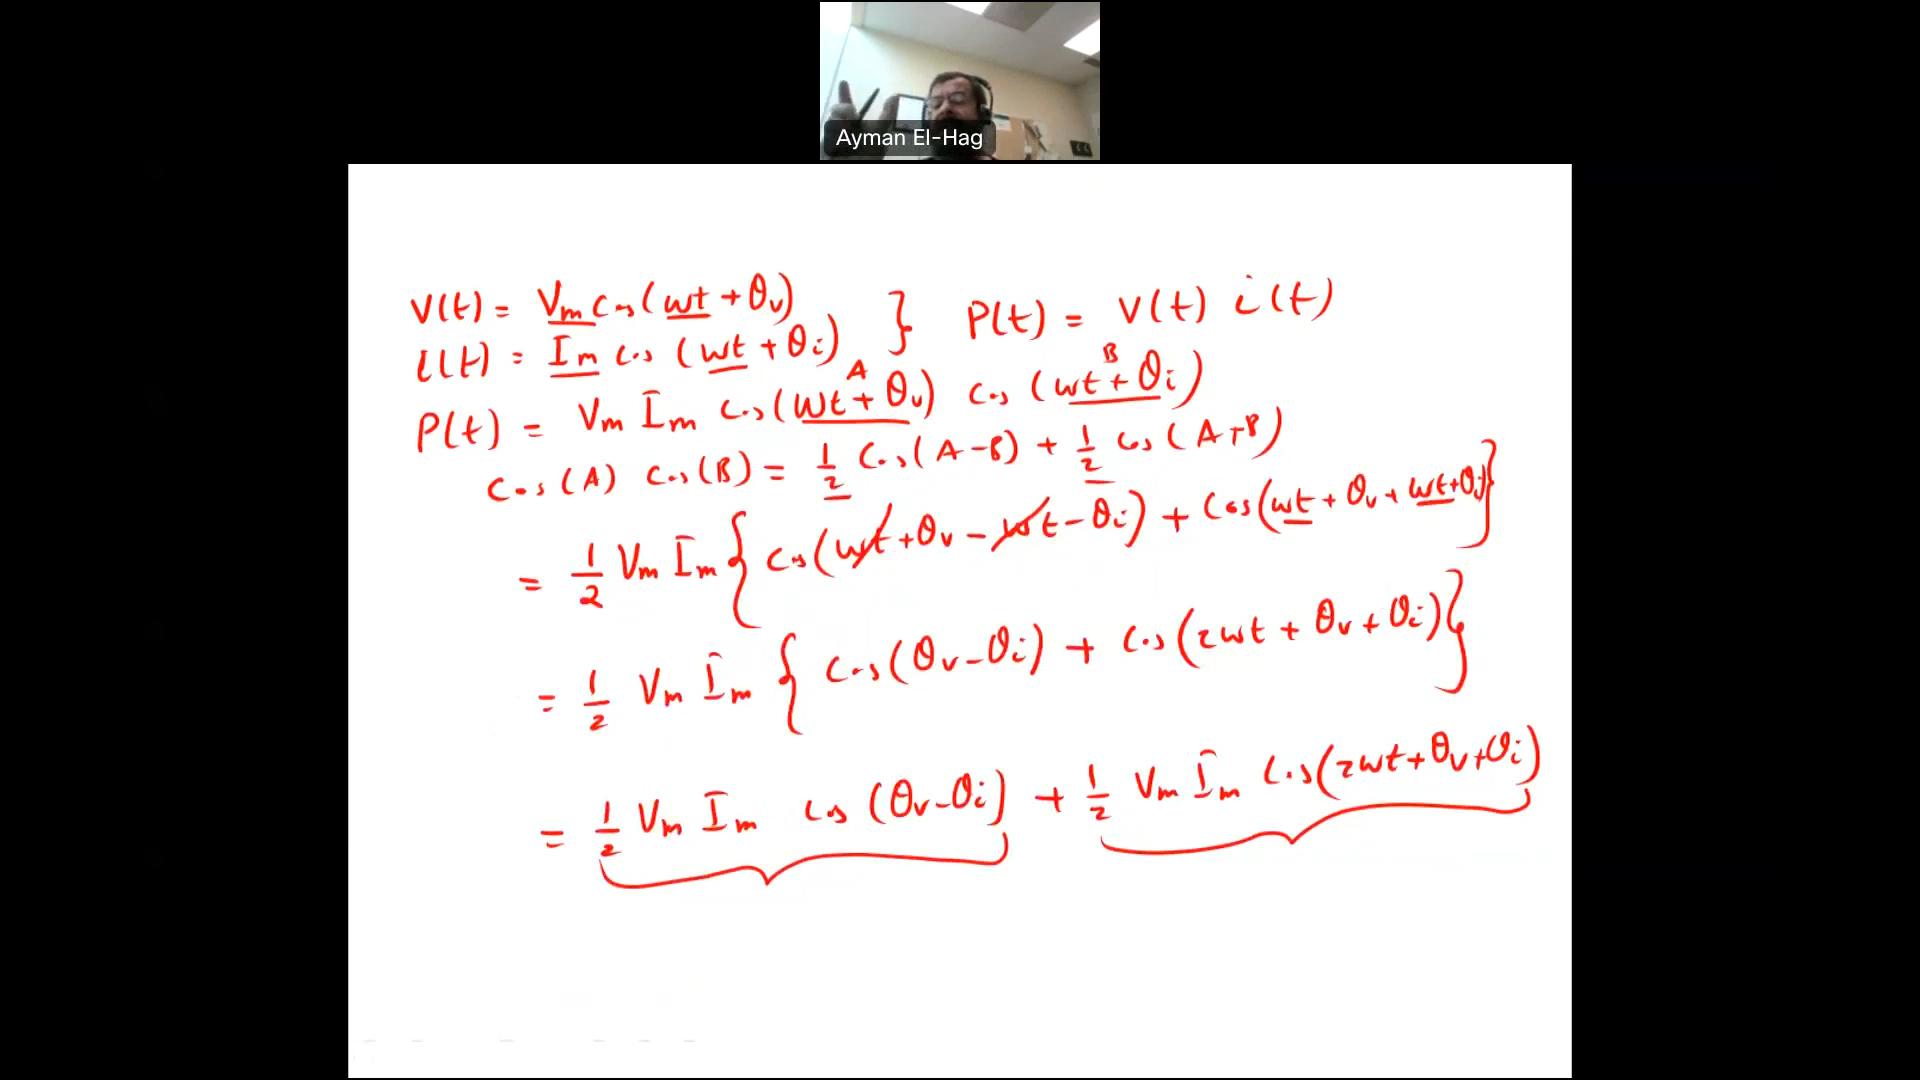 Ayman El-Hag
V(t) = Vm Cos(wt + θv)
i(t) = Im Cos (wt + θi)
} P(t) = V(t) i(t)
A B
P(t) = Vm Im Cos(wt + θv) Cos (wt + θi)
Cos(A) Cos(B) = 1/2 Cos(A-B) + 1/2 Cos(A+B)
= 1/2 Vm Im { Cos(wt + θv - wt - θi) + Cos(wt + θv + wt + θi) }
= 1/2 Vm Im { Cos(θv - θi) + Cos(2wt + θv + θi) }
= 1/2 Vm Im Cos (θv - θi) + 1/2 Vm Im Cos(2wt + θv + θi)